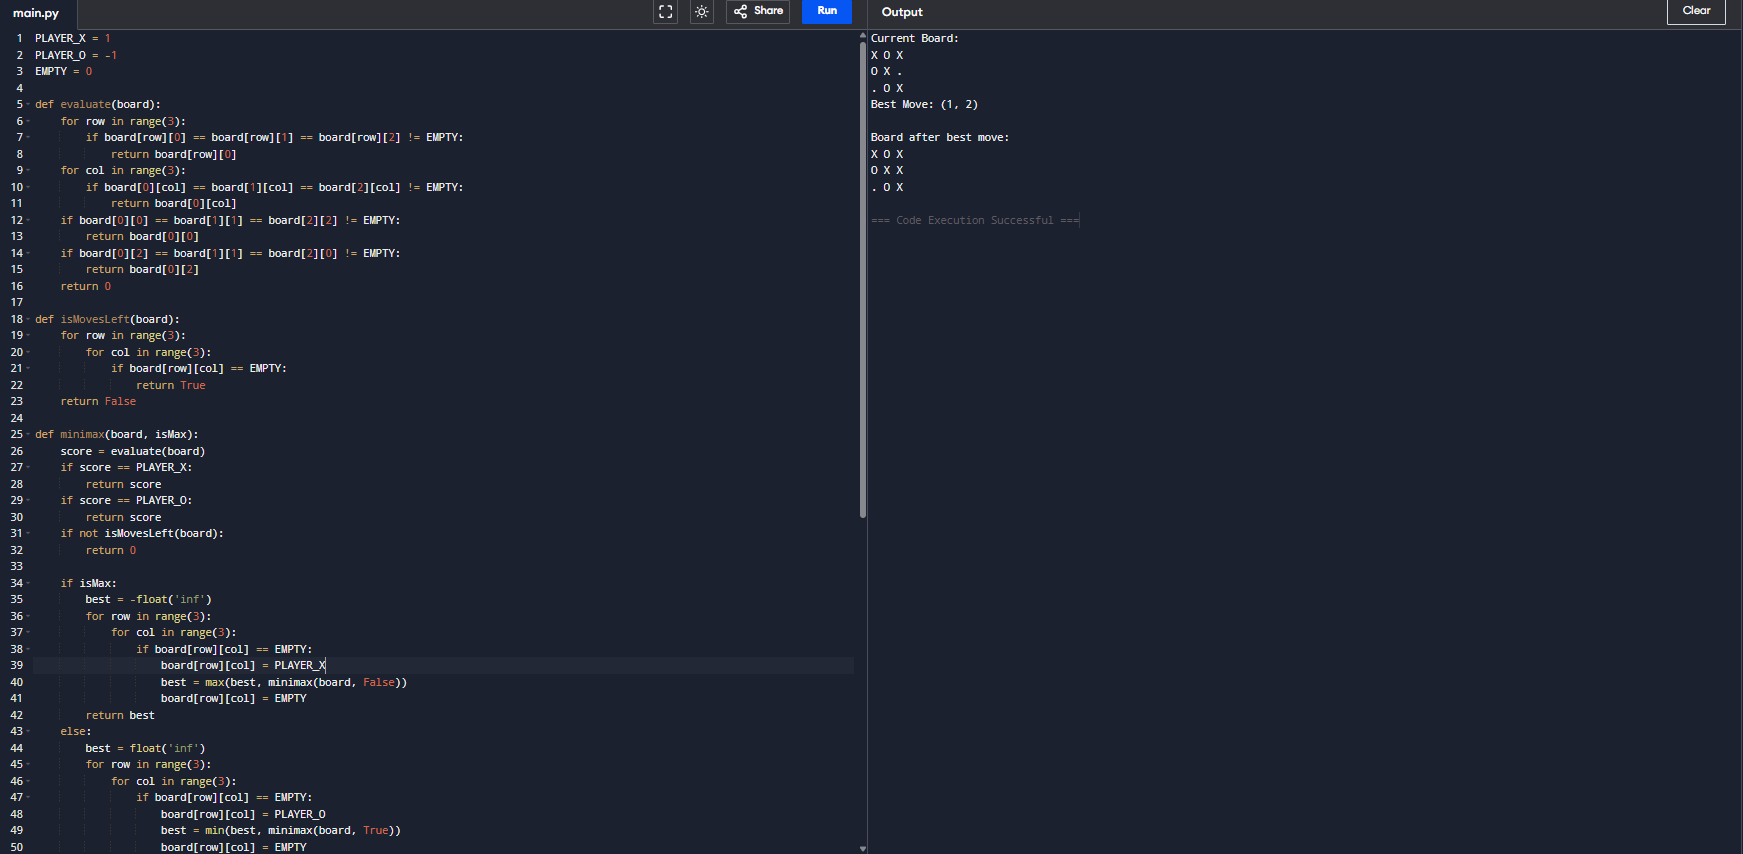 main.py
Share
Run
Output
Clear
1 PLAYER_X = 1
2 PLAYER_O = -1
3 EMPTY = 0
4
5 def evaluate(board):
6     for row in range(3):
7         if board[row][0] == board[row][1] == board[row][2] != EMPTY:
8             return board[row][0]
9     for col in range(3):
10         if board[0][col] == board[1][col] == board[2][col] != EMPTY:
11             return board[0][col]
12     if board[0][0] == board[1][1] == board[2][2] != EMPTY:
13         return board[0][0]
14     if board[0][2] == board[1][1] == board[2][0] != EMPTY:
15         return board[0][2]
16     return 0
17
18 def isMovesLeft(board):
19     for row in range(3):
20         for col in range(3):
21             if board[row][col] == EMPTY:
22                 return True
23     return False
24
25 def minimax(board, isMax):
26     score = evaluate(board)
27     if score == PLAYER_X:
28         return score
29     if score == PLAYER_O:
30         return score
31     if not isMovesLeft(board):
32         return 0
33
34     if isMax:
35         best = -float('inf')
36         for row in range(3):
37             for col in range(3):
38                 if board[row][col] == EMPTY:
39                     board[row][col] = PLAYER_X
40                     best = max(best, minimax(board, False))
41                     board[row][col] = EMPTY
42         return best
43     else:
44         best = float('inf')
45         for row in range(3):
46             for col in range(3):
47                 if board[row][col] == EMPTY:
48                     board[row][col] = PLAYER_O
49                     best = min(best, minimax(board, True))
50                     board[row][col] = EMPTY
Current Board:
X O X
O X .
. O X
Best Move: (1, 2)
Board after best move:
X O X
O X X
. O X
=== Code Execution Successful ===